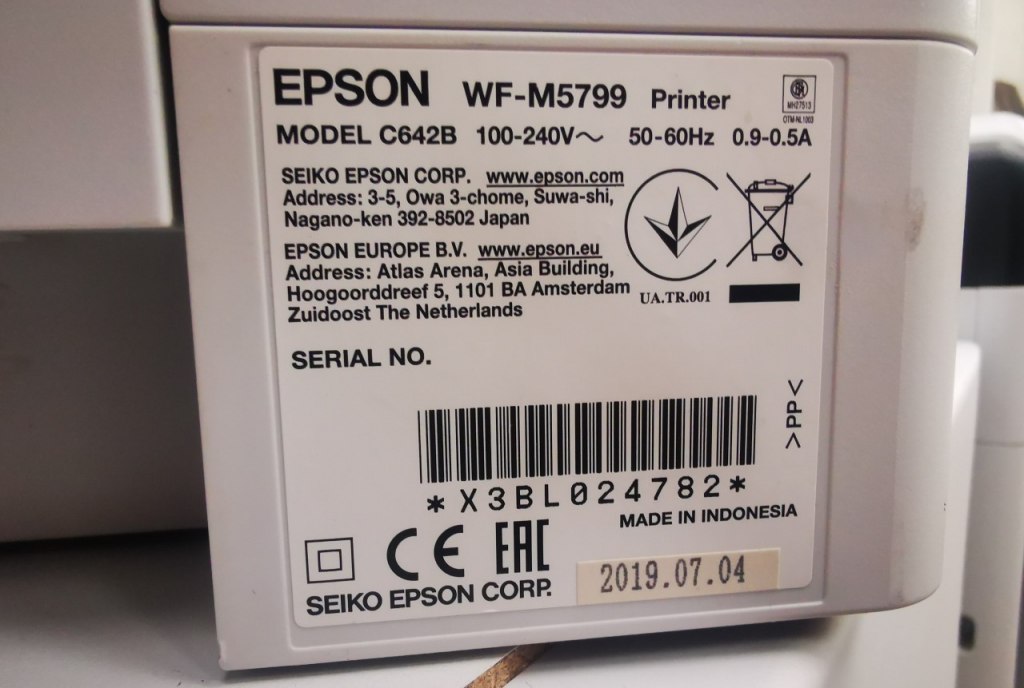 EPSON WF-M5799 Printer
MH27513
OTM-NL1003
MODEL C642B 100-240V～ 50-60Hz 0.9-0.5A
SEIKO EPSON CORP. www.epson.com
Address: 3-5, Owa 3-chome, Suwa-shi,
Nagano-ken 392-8502 Japan
EPSON EUROPE B.V. www.epson.eu
Address: Atlas Arena, Asia Building,
Hoogoorddreef 5, 1101 BA Amsterdam
Zuidoost The Netherlands
UA.TR.001
SERIAL NO.
>PP<
*X3BL024782*
MADE IN INDONESIA
CE EAC
SEIKO EPSON CORP.
2019.07.04